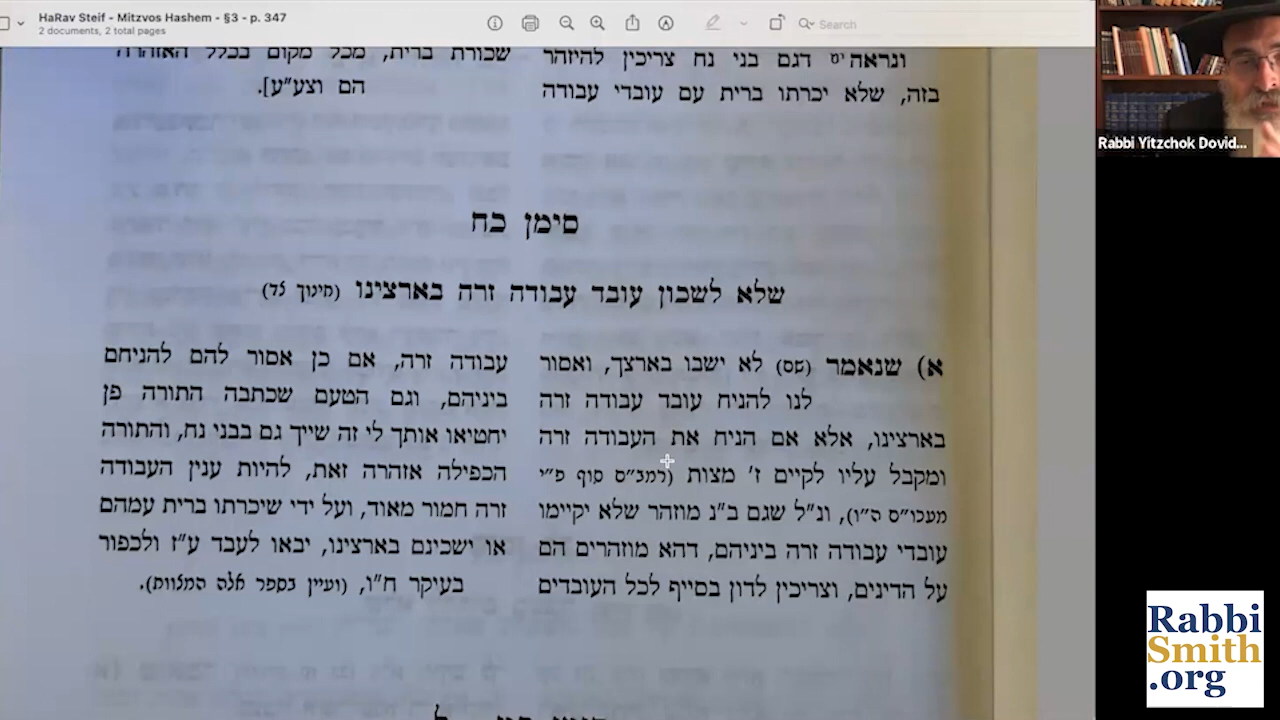 HaRav Steif - Mitzvos Hashem - §3 - p. 347
2 documents, 2 total pages
Search
Rabbi Yitzchok Dovid...
ונראה יט דגם בני נח צריכין להיזהר
בזה, שלא יכרתו ברית עם עובדי עבודה
שכורת ברית, מכל מקום בכלל האזהרה
הם וצע"ע].
סימן כח
שלא לשכון עובד עבודה זרה בארצינו (חינוך צד)
א) שנאמר (שם) לא ישבו בארצך, ואסור
לנו להניח עובד עבודה זרה
בארצינו, אלא אם הניח את העבודה זרה
ומקבל עליו לקיים ז' מצות (רמב"ם סוף פ"י
מעכו"ם ה"ו), ונ"ל שגם ב"נ מוזהר שלא יקיימו
עובדי עבודה זרה ביניהם, דהא מוזהרים הם
על הדינים, וצריכין לדון בסייף לכל העובדים
עבודה זרה, אם כן אסור להם להניחם
ביניהם, וגם הטעם שכתבה התורה פן
יחטיאו אותך לי זה שייך גם בבני נח, והתורה
הכפילה אזהרה זאת, להיות ענין העבודה
זרה חמור מאוד, ועל ידי שיכרתו ברית עמהם
או ישכינם בארצינו, יבאו לעבד ע"ז ולכפור
בעיקר ח"ו, (ועיין בספר אלה המצוות).
Rabbi
Smith
.org